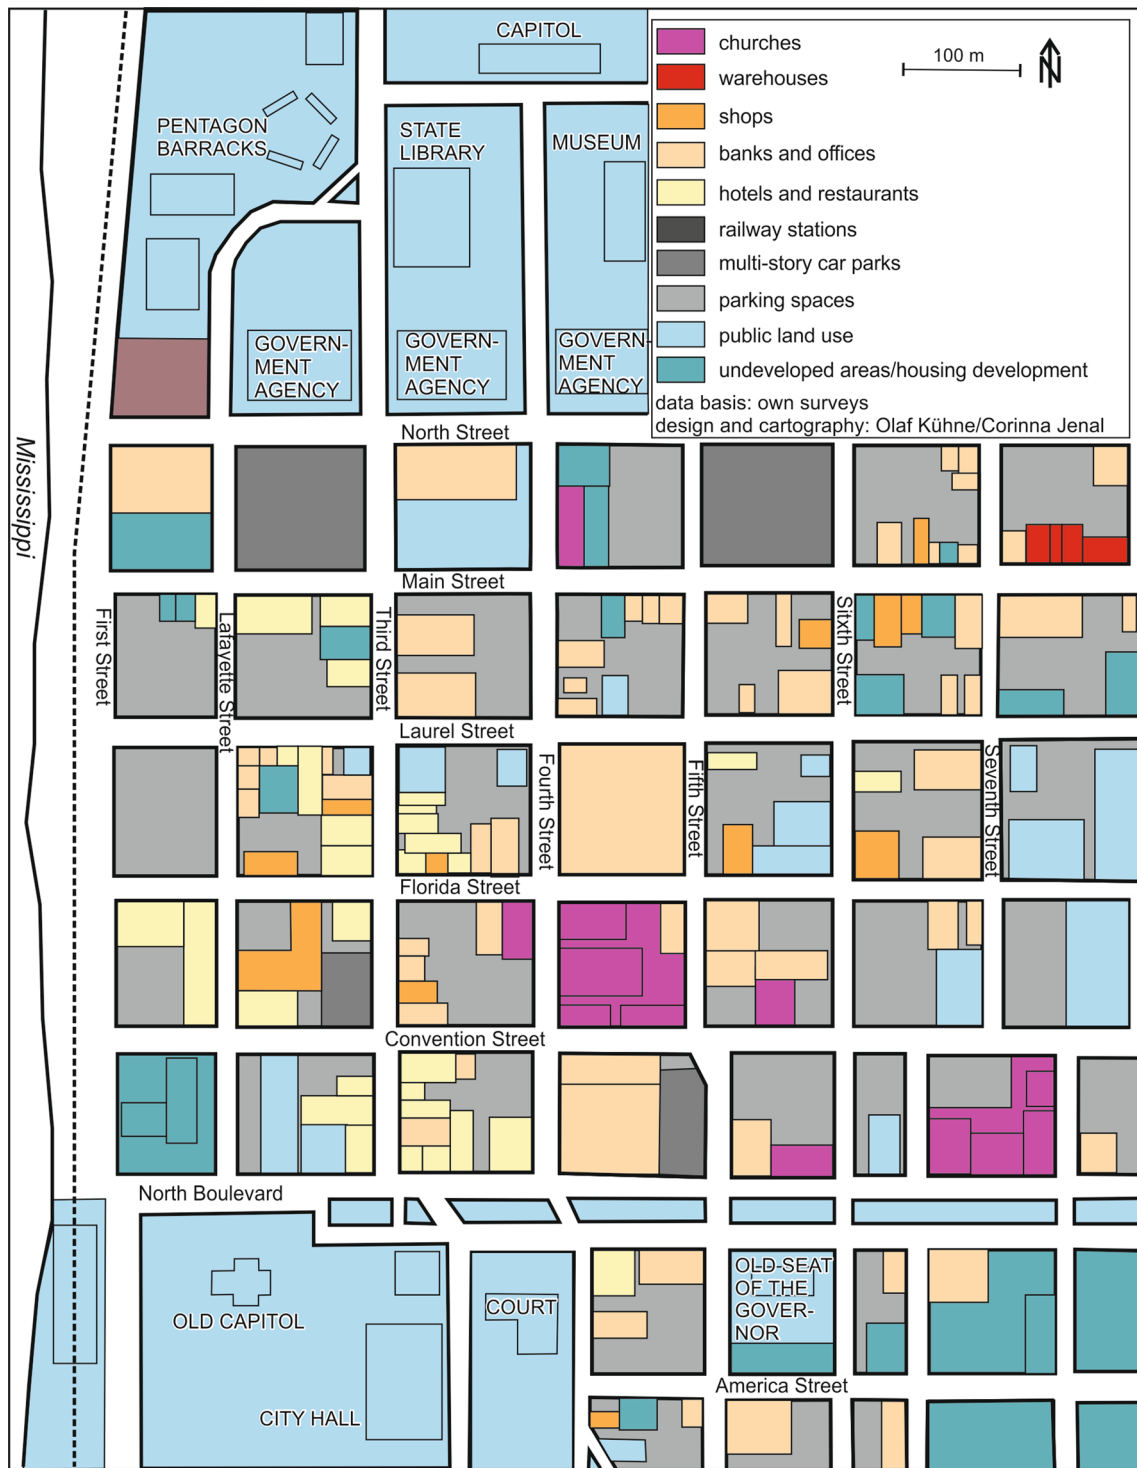 CAPITOL
PENTAGON
BARRACKS
STATE
LIBRARY
MUSEUM
GOVERN-
MENT
AGENCY
GOVERN-
MENT
AGENCY
GOVERN-
MENT
AGENCY
churches
warehouses
shops
banks and offices
hotels and restaurants
railway stations
multi-story car parks
parking spaces
public land use
undeveloped areas/housing development
data basis: own surveys
design and cartography: Olaf Kühne/Corinna Jenal
100 m
N
Mississippi
North Street
Main Street
First Street
Lafayette Street
Third Street
Sitxth Street
Laurel Street
Fourth Street
Fifth Street
Seventh Street
Florida Street
Convention Street
North Boulevard
OLD CAPITOL
CITY HALL
COURT
OLD-SEAT
OF THE
GOVER-
NOR
America Street